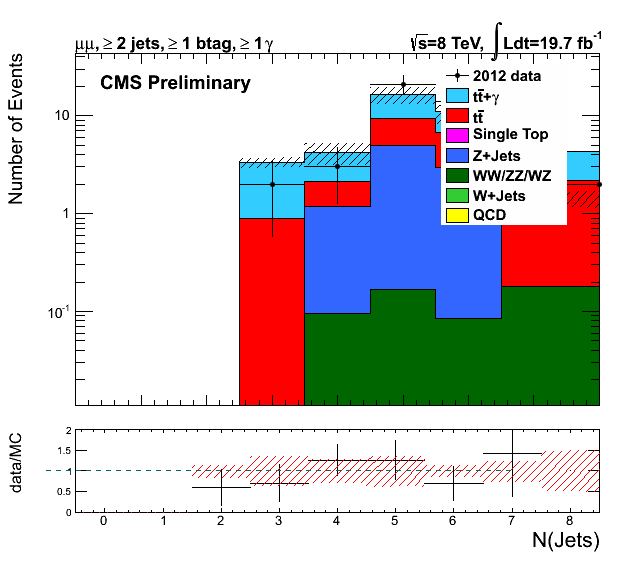 μμ, ≥ 2 jets, ≥ 1 btag, ≥ 1 γ
√s=8 TeV, ∫Ldt=19.7 fb⁻¹
Number of Events
CMS Preliminary
2012 data
tt̄+γ
tt̄
Single Top
Z+Jets
WW/ZZ/WZ
W+Jets
QCD
10
1
10⁻¹
data/MC
2
1.5
1
0.5
0
0 1 2 3 4 5 6 7 8
N(Jets)